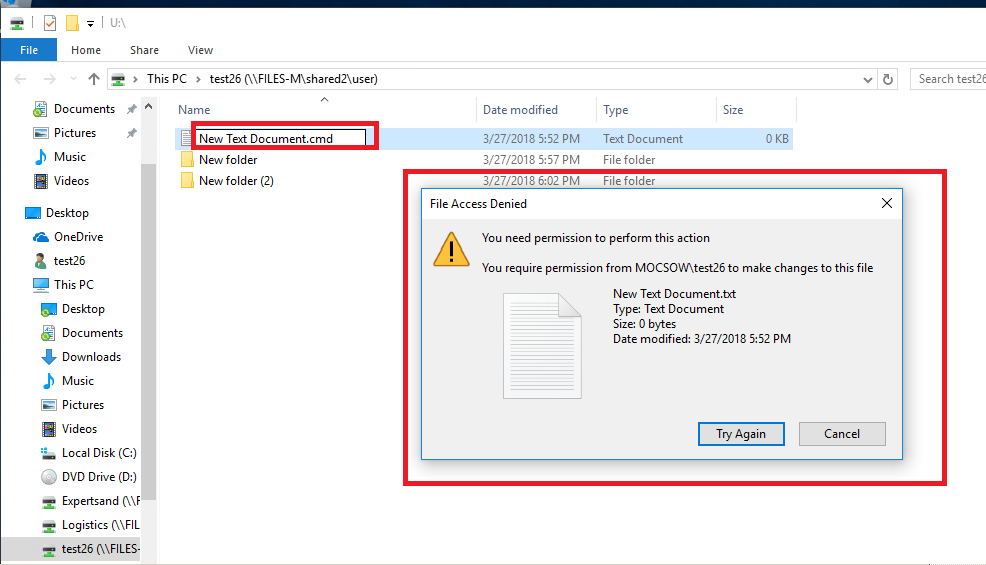 U:\
File Home Share View
This PC > test26 (\\FILES-M\shared2\user)
Search test26
Documents
Pictures
Music
Videos
Desktop
OneDrive
test26
This PC
Desktop
Documents
Downloads
Music
Pictures
Videos
Local Disk (C:)
DVD Drive (D:)
Expertsand (\\F
Logistics (\\FIL
test26 (\\FILES-
Name Date modified Type Size
New Text Document.cmd 3/27/2018 5:52 PM Text Document 0 KB
New folder 3/27/2018 5:57 PM File folder
New folder (2) 3/27/2018 6:02 PM File folder
File Access Denied
You need permission to perform this action
You require permission from MOCSOW\test26 to make changes to this file
New Text Document.txt
Type: Text Document
Size: 0 bytes
Date modified: 3/27/2018 5:52 PM
Try Again Cancel